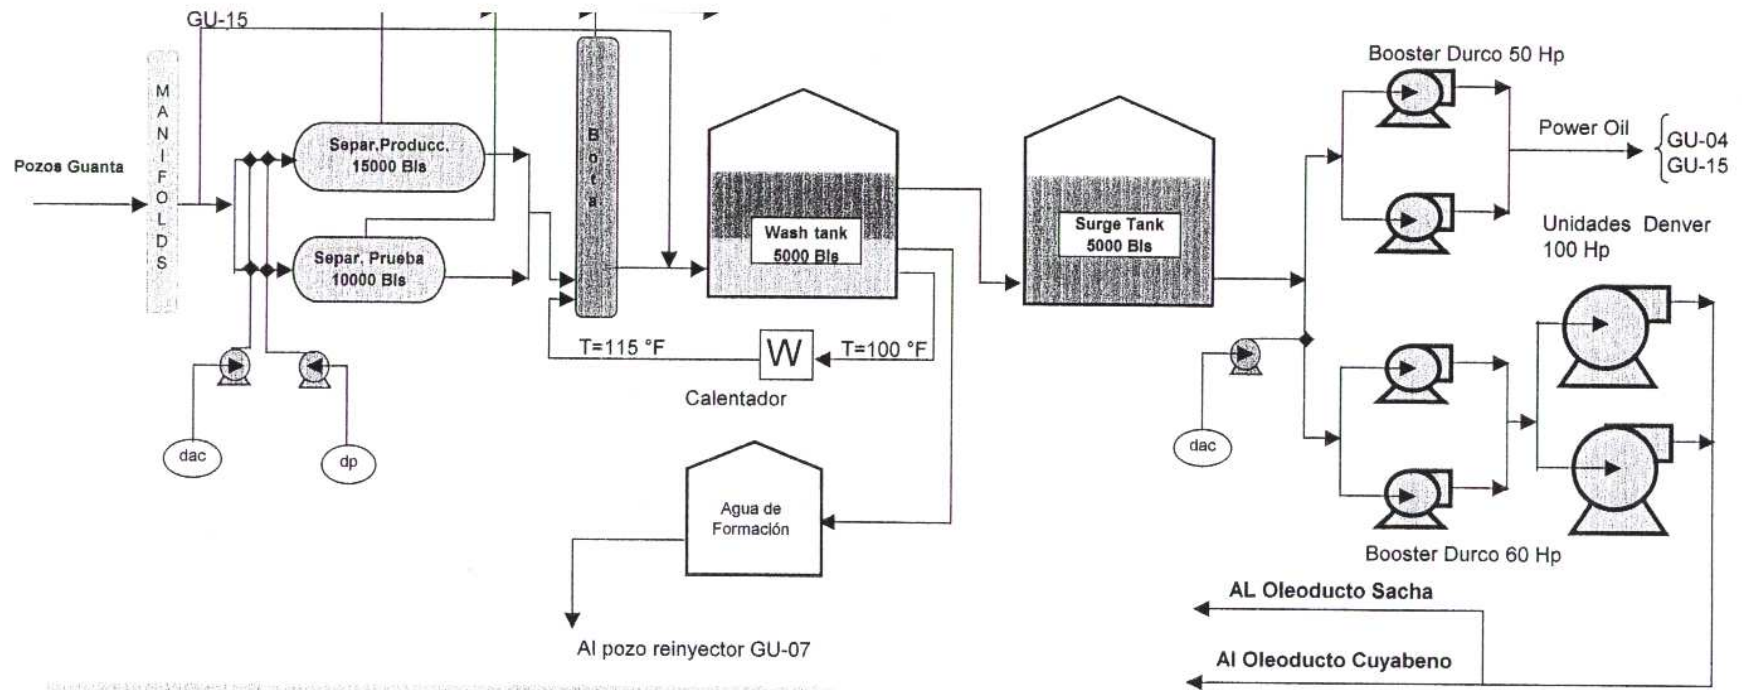 GU-15
MANIFOLDS
Pozos Guanta
Separ.Producc.
15000 Bls
Separ. Prueba
10000 Bls
Bota
Wash tank
5000 Bls
Surge Tank
5000 Bls
Booster Durco 50 Hp
Power Oil
GU-04
GU-15
Unidades Denver
100 Hp
T=115 °F
W
T=100 °F
Calentador
dac
dp
dac
Agua de
Formación
Booster Durco 60 Hp
Al pozo reinyector GU-07
AL Oleoducto Sacha
Al Oleoducto Cuyabeno